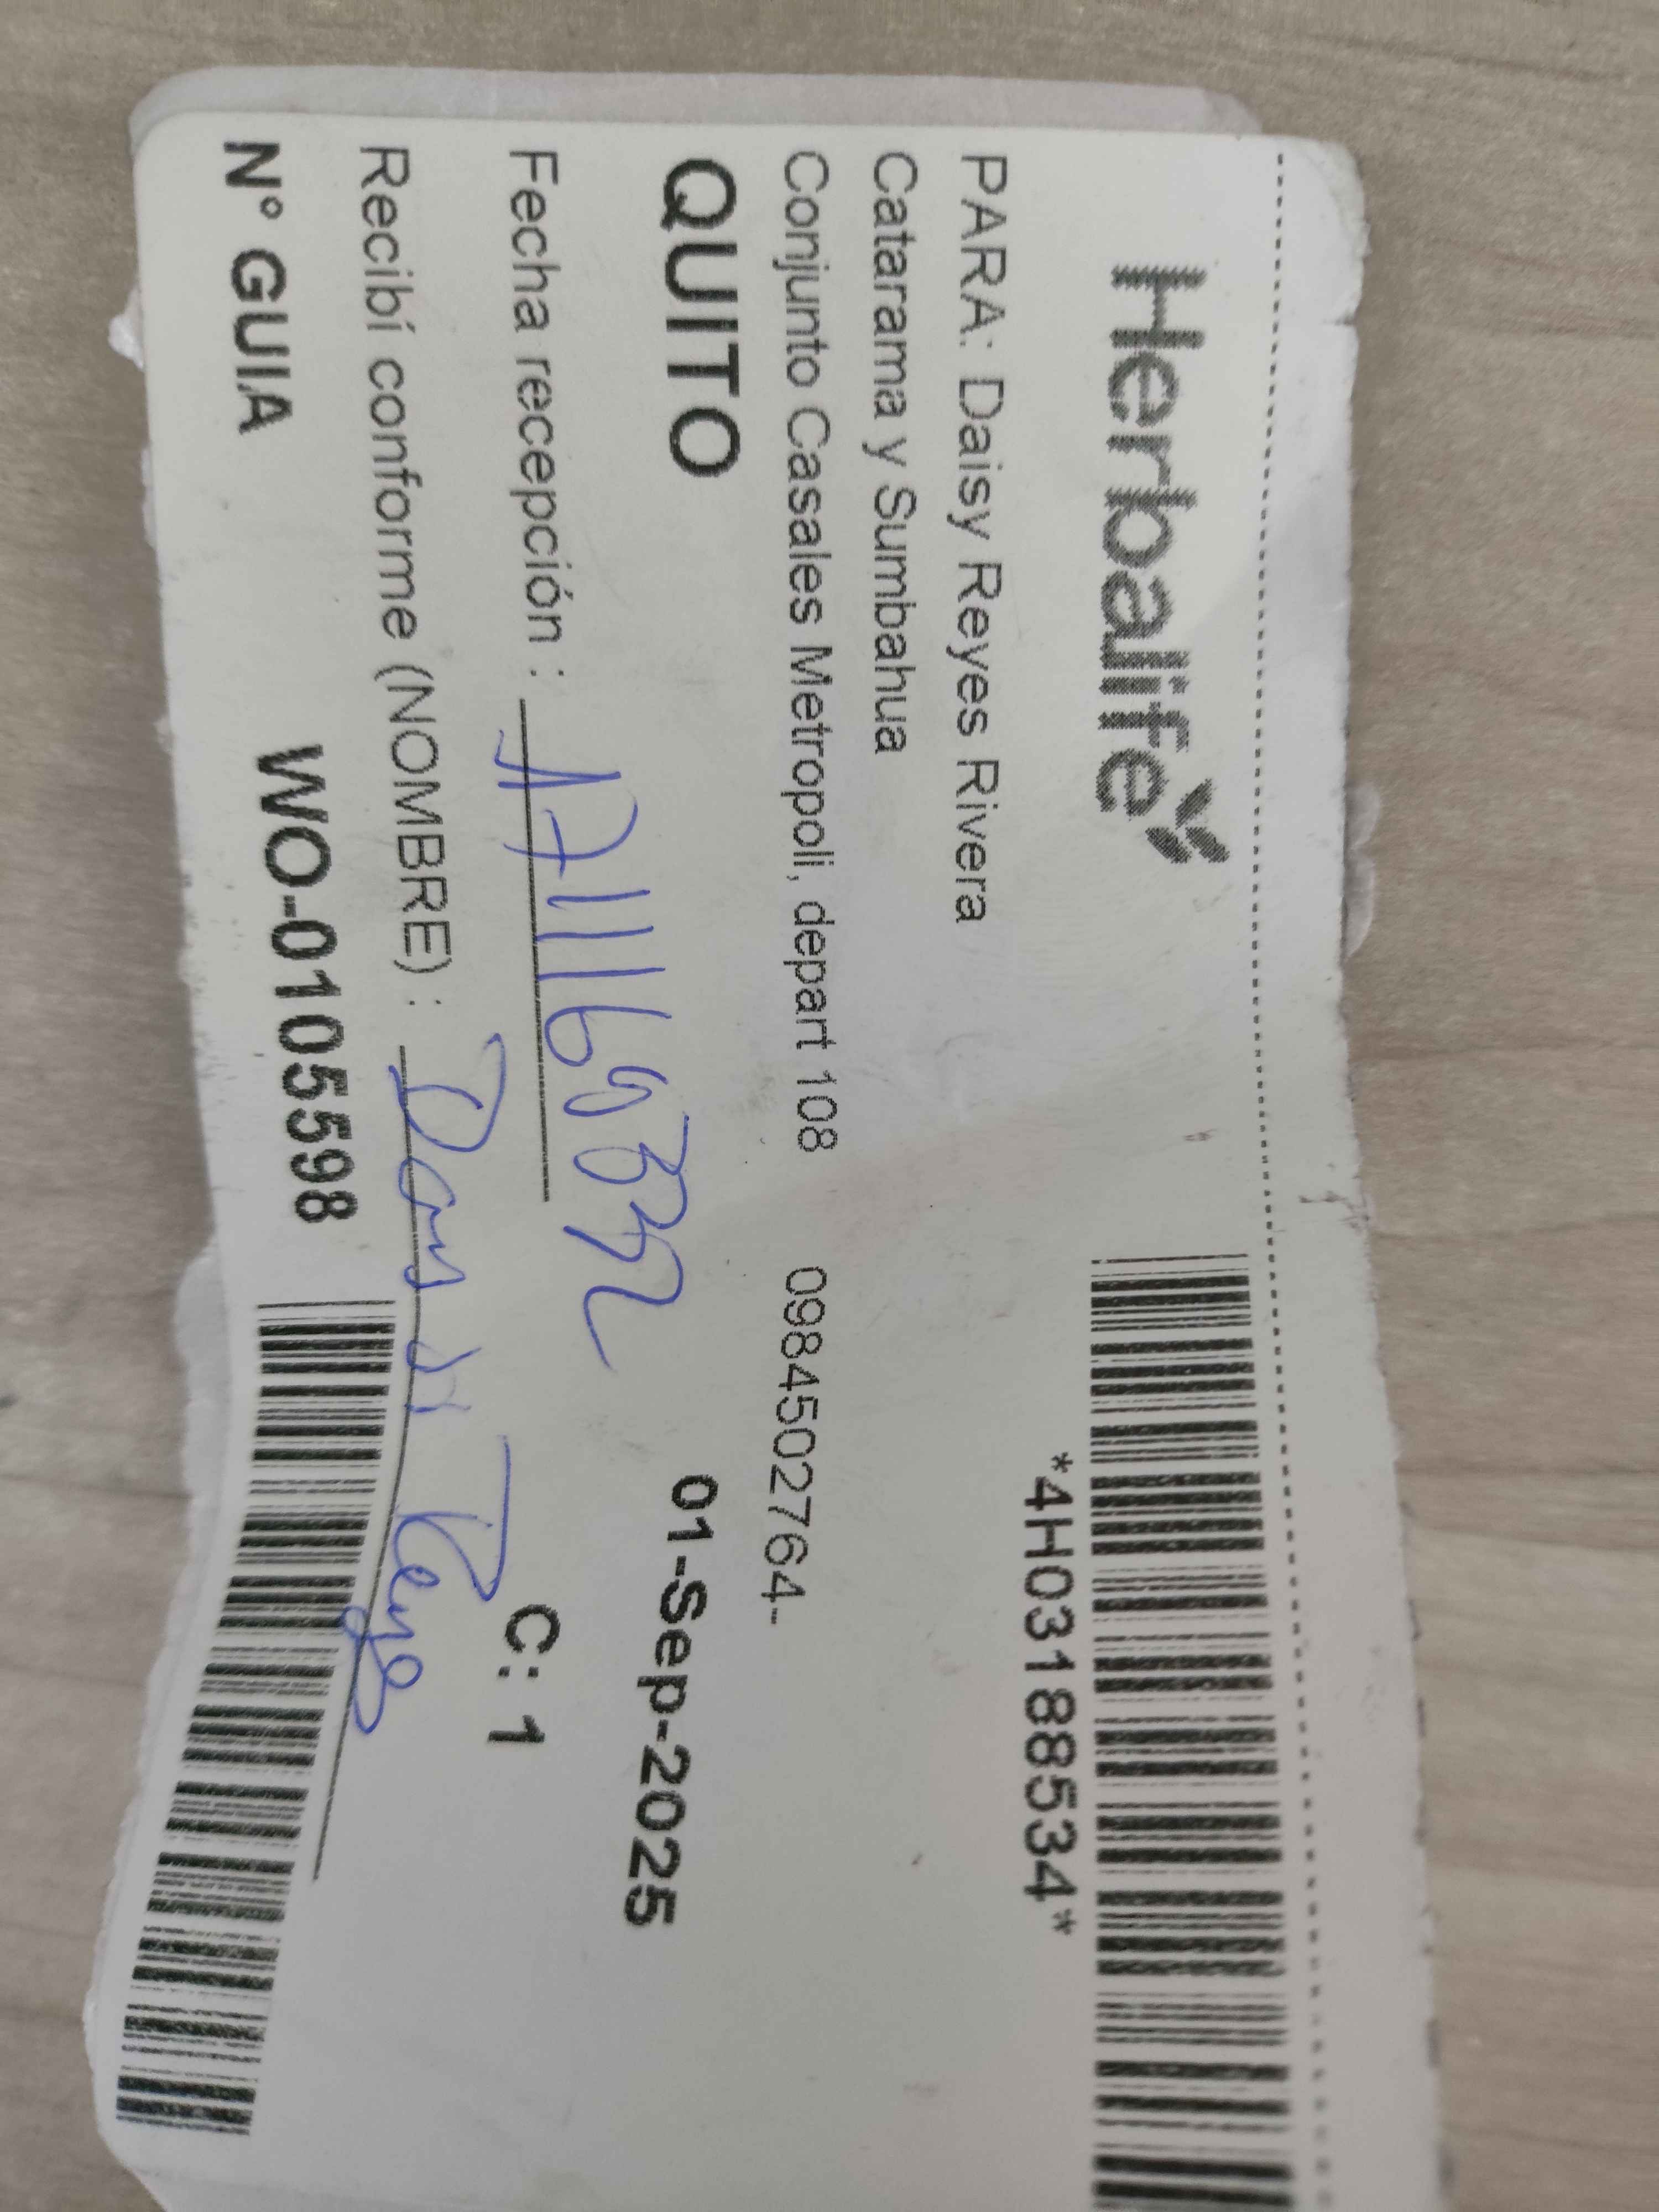 Herbalife
*4H03188534*
PARA: Daisy Reyes Rivera
Catarama y Sumbahua
Conjunto Casales Metropoli, depart 108 0984502764-
QUITO 01-Sep-2025
Fecha recepción :
C: 1
Recibí conforme (NOMBRE) :
N° GUIA WO-0105598